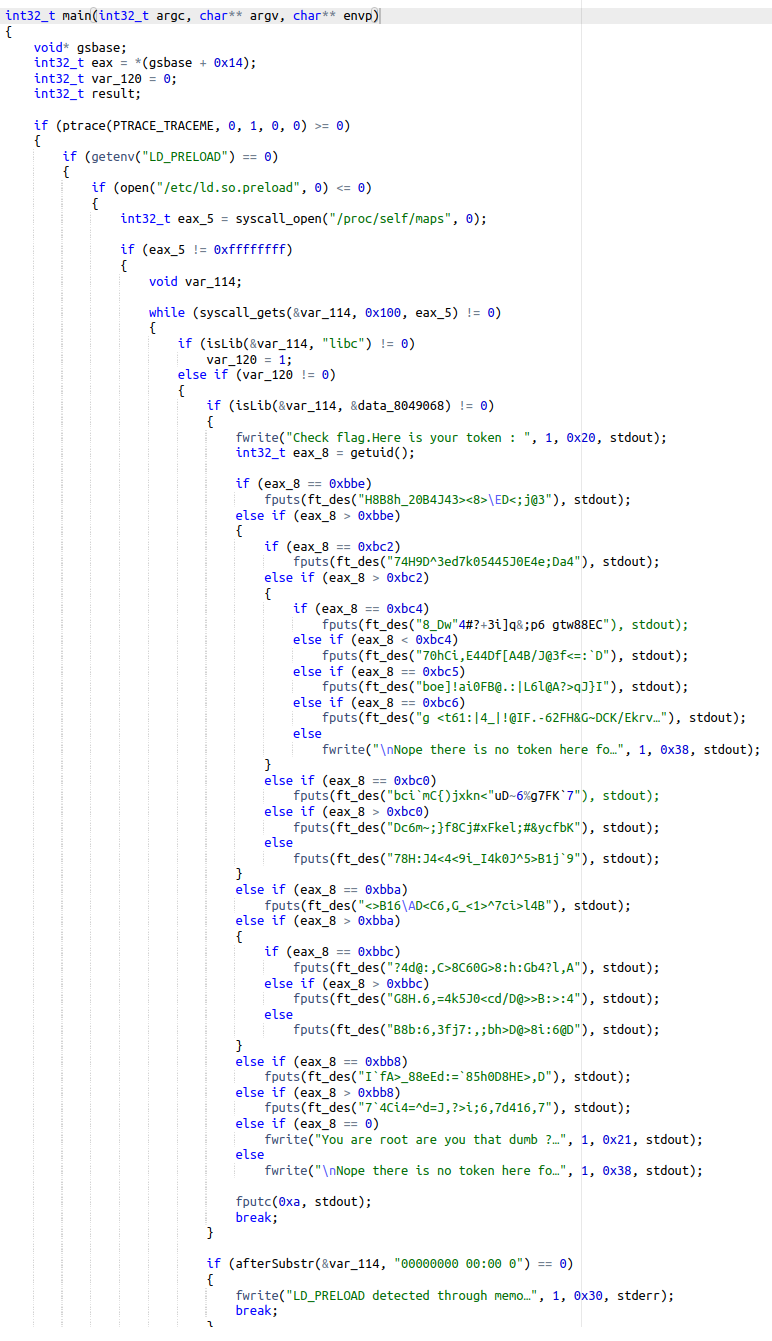 int32_t main(int32_t argc, char** argv, char** envp)
{
void* gsbase;
int32_t eax = *(gsbase + 0x14);
int32_t var_120 = 0;
int32_t result;
if (ptrace(PTRACE_TRACEME, 0, 1, 0, 0) >= 0)
{
if (getenv("LD_PRELOAD") == 0)
{
if (open("/etc/ld.so.preload", 0) <= 0)
{
int32_t eax_5 = syscall_open("/proc/self/maps", 0);
if (eax_5 != 0xffffffff)
{
void var_114;
while (syscall_gets(&var_114, 0x100, eax_5) != 0)
{
if (isLib(&var_114, "libc") != 0)
var_120 = 1;
else if (var_120 != 0)
{
if (isLib(&var_114, &data_8049068) != 0)
{
fwrite("Check flag.Here is your token : ", 1, 0x20, stdout);
int32_t eax_8 = getuid();
if (eax_8 == 0xbbe)
fputs(ft_des("H8B8h_20B4J43><8>\ED<;j@3"), stdout);
else if (eax_8 > 0xbbe)
{
if (eax_8 == 0xbc2)
fputs(ft_des("74H9D^3ed7k05445J0E4e;Da4"), stdout);
else if (eax_8 > 0xbc2)
{
if (eax_8 == 0xbc4)
fputs(ft_des("8_Dw"4#?+3i]q&;p6 gtw88EC"), stdout);
else if (eax_8 < 0xbc4)
fputs(ft_des("70hCi,E44Df[A4B/J@3f<=:`D"), stdout);
else if (eax_8 == 0xbc5)
fputs(ft_des("boe]!ai0FB@.:|L6l@A?>qJ}I"), stdout);
else if (eax_8 == 0xbc6)
fputs(ft_des("g <t61:|4_|!@IF.-62FH&G~DCK/Ekrv…"), stdout);
else
fwrite("\nNope there is no token here fo…", 1, 0x38, stdout);
}
else if (eax_8 == 0xbc0)
fputs(ft_des("bci`mC{)jxkn<"uD~6%g7FK`7"), stdout);
else if (eax_8 > 0xbc0)
fputs(ft_des("Dc6m~;}f8Cj#xFkel;#&ycfbK"), stdout);
else
fputs(ft_des("78H:J4<4<9i_I4k0J^5>B1j`9"), stdout);
}
else if (eax_8 == 0xbba)
fputs(ft_des("<>B16\AD<C6,G_<1>^7ci>l4B"), stdout);
else if (eax_8 > 0xbba)
{
if (eax_8 == 0xbbc)
fputs(ft_des("?4d@:,C>8C60G>8:h:Gb4?l,A"), stdout);
else if (eax_8 > 0xbbc)
fputs(ft_des("G8H.6,=4k5J0<cd/D@>>B:>:4"), stdout);
else
fputs(ft_des("B8b:6,3fj7:,;bh>D@>8i:6@D"), stdout);
}
else if (eax_8 == 0xbb8)
fputs(ft_des("I`fA>_88eEd:=`85h0D8HE>,D"), stdout);
else if (eax_8 > 0xbb8)
fputs(ft_des("7`4Ci4=^d=J,?>i;6,7d416,7"), stdout);
else if (eax_8 == 0)
fwrite("You are root are you that dumb ?…", 1, 0x21, stdout);
else
fwrite("\nNope there is no token here fo…", 1, 0x38, stdout);
fputc(0xa, stdout);
break;
}
if (afterSubstr(&var_114, "00000000 00:00 0") == 0)
{
fwrite("LD_PRELOAD detected through memo…", 1, 0x30, stderr);
break;
}